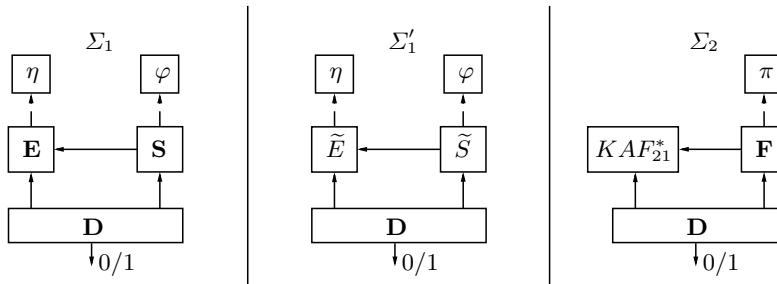 Σ₁ Σ′₁ Σ₂
η φ η φ π
E S Ẽ S̃ KAF*₂₁ F
D D D
0/1 0/1 0/1